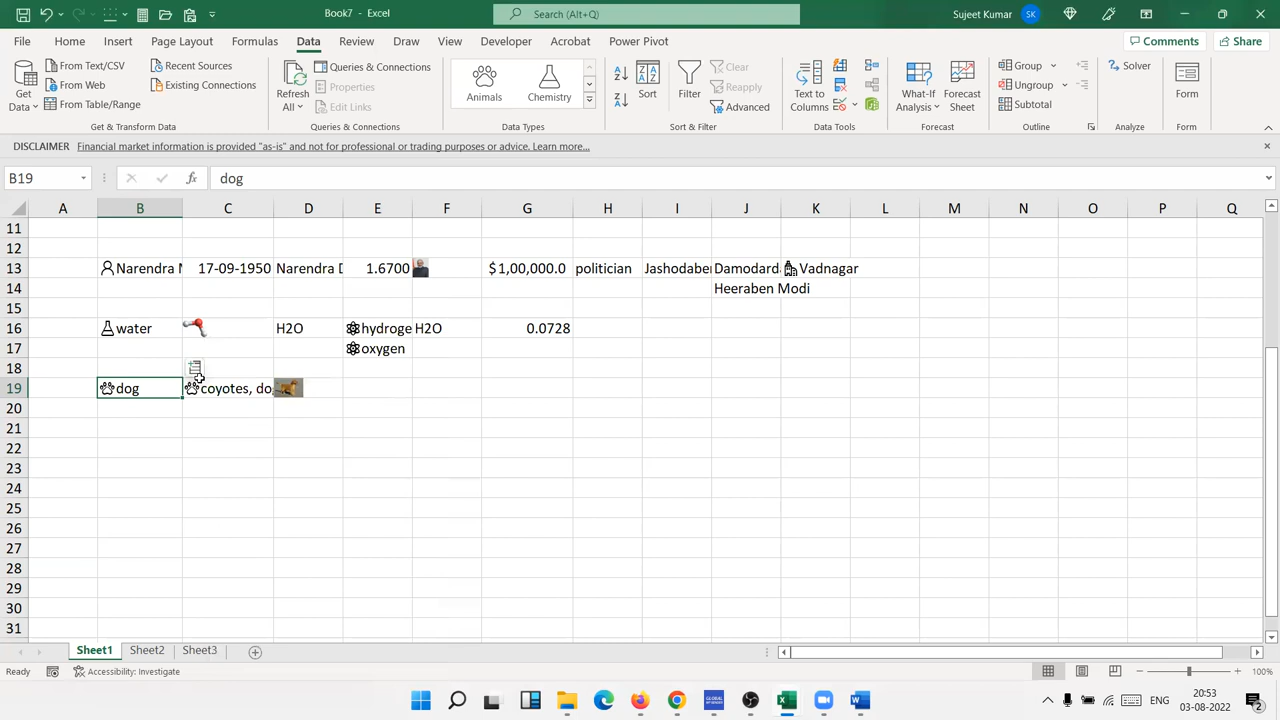 Book7 - Excel
Search (Alt+Q)
Sujeet Kumar
SK
File Home Insert Page Layout Formulas Data Review Draw View Developer Acrobat Power Pivot
Comments
Share
Get Data
From Text/CSV
From Web
From Table/Range
Recent Sources
Existing Connections
Get & Transform Data
Refresh All
Queries & Connections
Properties
Edit Links
Queries & Connections
Animals
Chemistry
Data Types
Sort
Filter
Clear
Reapply
Advanced
Sort & Filter
Text to Columns
Data Tools
What-If Analysis
Forecast Sheet
Forecast
Group
Ungroup
Subtotal
Outline
Solver
Analyze
Form
Form
DISCLAIMER Financial market information is provided "as-is" and not for professional or trading purposes or advice. Learn more...
B19
fx
dog
A B C D E F G H I J K L M N O P Q
11
12
13 Narendra M 17-09-1950 Narendra D 1.6700 $ 1,00,000.0 politician Jashodaben Damodarda Vadnagar
14 Heeraben Modi
15
16 water H2O hydroge H2O 0.0728
17 oxygen
18
19 dog coyotes, do
20
21
22
23
24
25
26
27
28
29
30
31
Sheet1 Sheet2 Sheet3
Ready Accessibility: Investigate
100%
ENG
20:53
03-08-2022
2